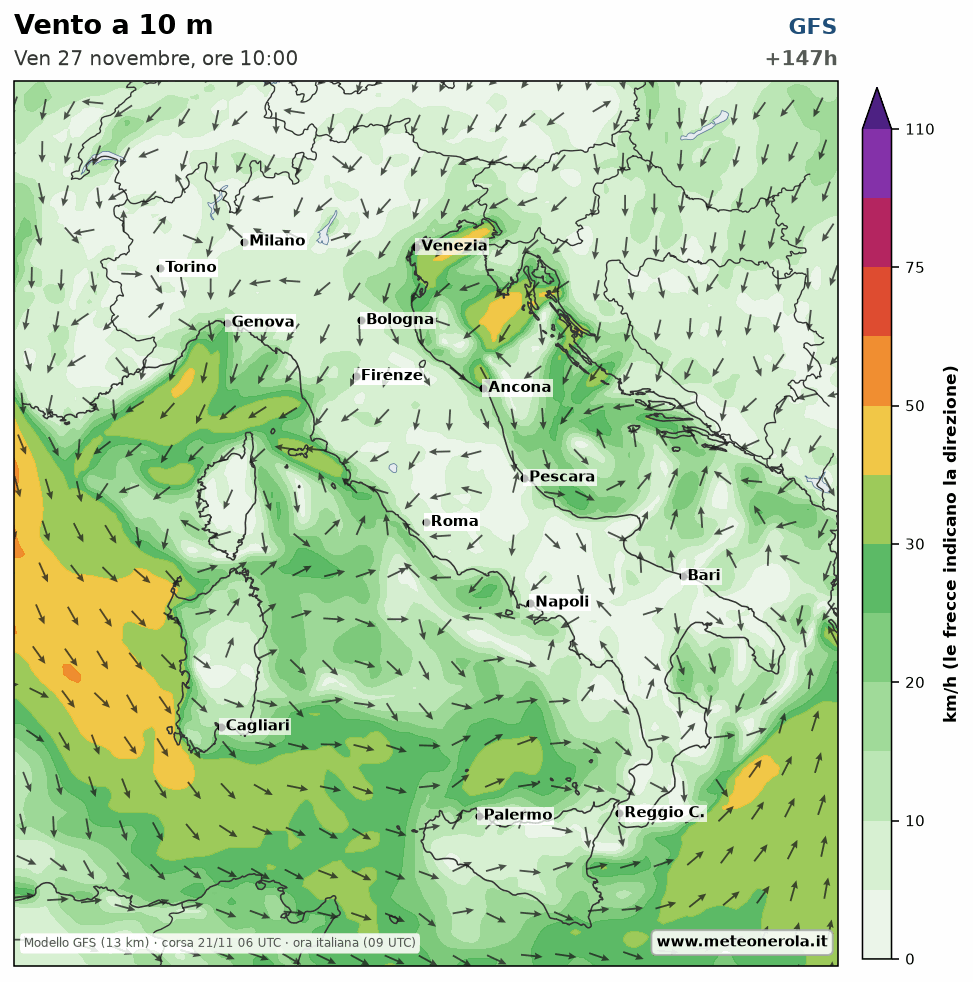 Vento a 10 m
GFS
Ven 27 novembre, ore 10:00
+147h
110
Milano
Venezia
Torino
75
Genova
Bologna
Firenze
Ancona
50
Pescara
Roma
30
Bari
Napoli
20
Cagliari
Palermo
Reggio C.
10
Modello GFS (13 km) · corsa 21/11 06 UTC · ora italiana (09 UTC)
www.meteonerola.it
0
km/h (le frecce indicano la direzione)